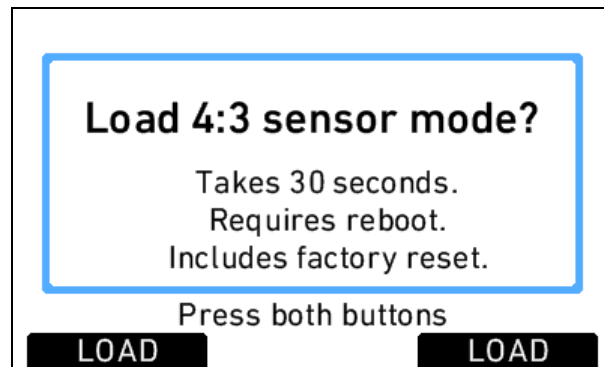 Load 4:3 sensor mode?
Takes 30 seconds.
Requires reboot.
Includes factory reset.
Press both buttons
LOAD LOAD